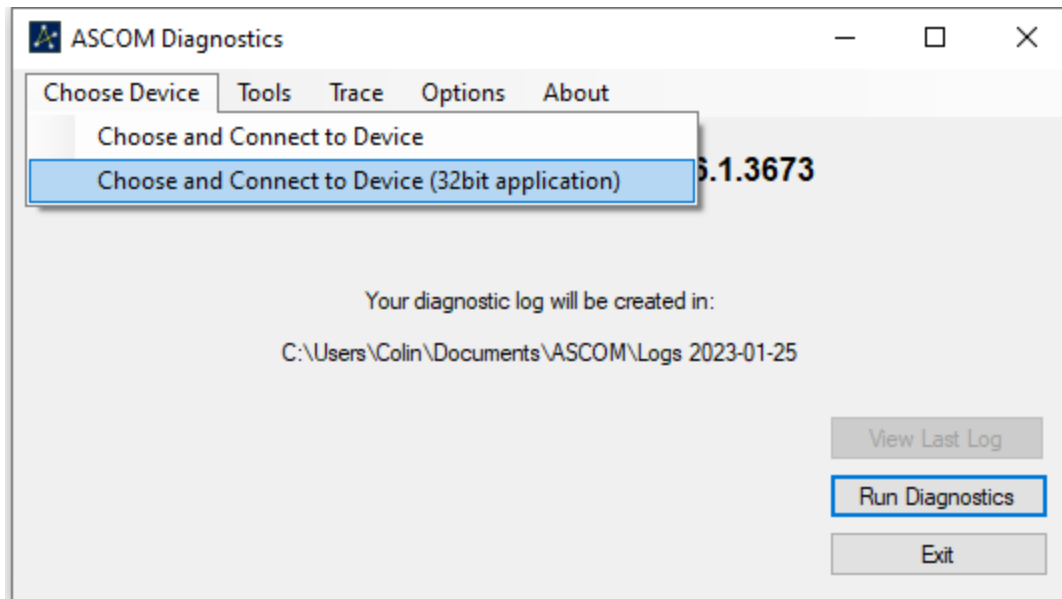 ASCOM Diagnostics
Choose Device Tools Trace Options About
Choose and Connect to Device
Choose and Connect to Device (32bit application)
6.1.3673
Your diagnostic log will be created in:
C:\Users\Colin\Documents\ASCOM\Logs 2023-01-25
View Last Log
Run Diagnostics
Exit